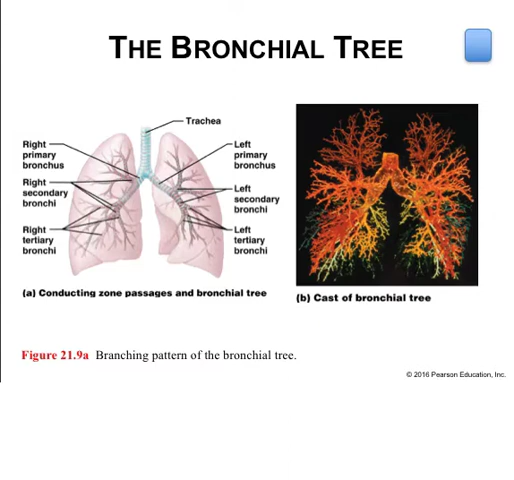 THE BRONCHIAL TREE
Trachea
Right
primary
bronchus
Left
primary
bronchus
Right
secondary
bronchi
Left
secondary
bronchi
Right
tertiary
bronchi
Left
tertiary
bronchi
(a) Conducting zone passages and bronchial tree
(b) Cast of bronchial tree
Figure 21.9a Branching pattern of the bronchial tree.
© 2016 Pearson Education, Inc.